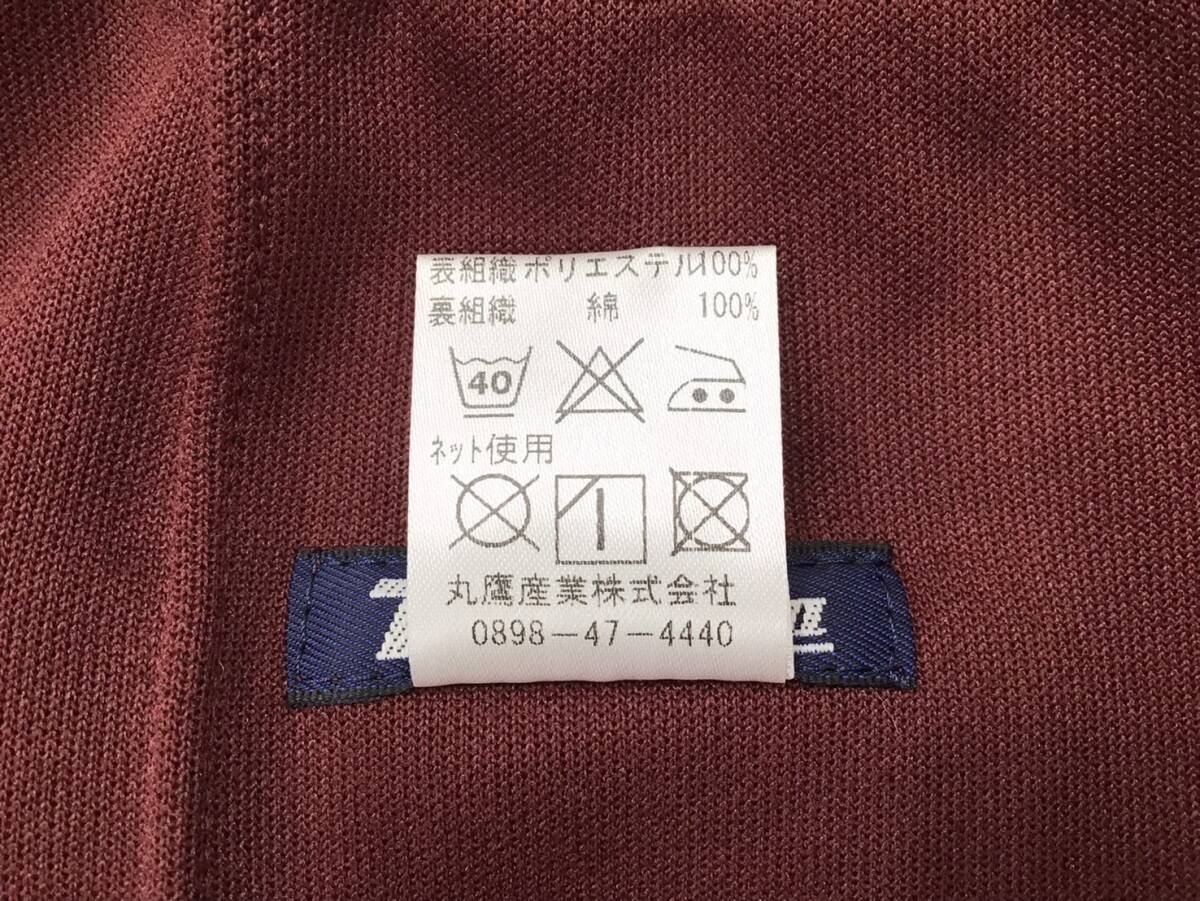 表組織ポリエステル100%
裏組織 綿 100%
40
ネット使用
丸鷹産業株式会社
0898-47-4440